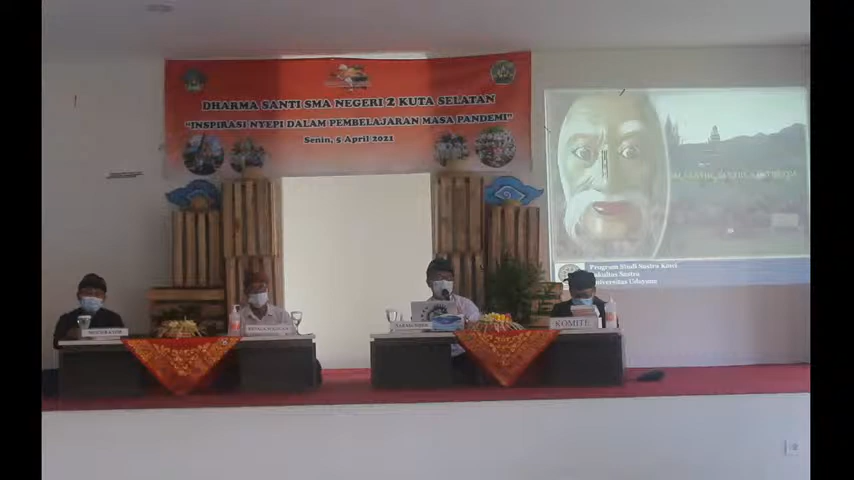 DHARMA SANTI SMA NEGERI 2 KUTA SELATAN
"INSPIRASI NYEPI DALAM PEMBELAJARAN MASA PANDEMI"
Senin, 5 April 2021
Program Studi Sastra Kawi
Fakultas Sastra
Universitas Udayana
MODERATOR
KOMITE